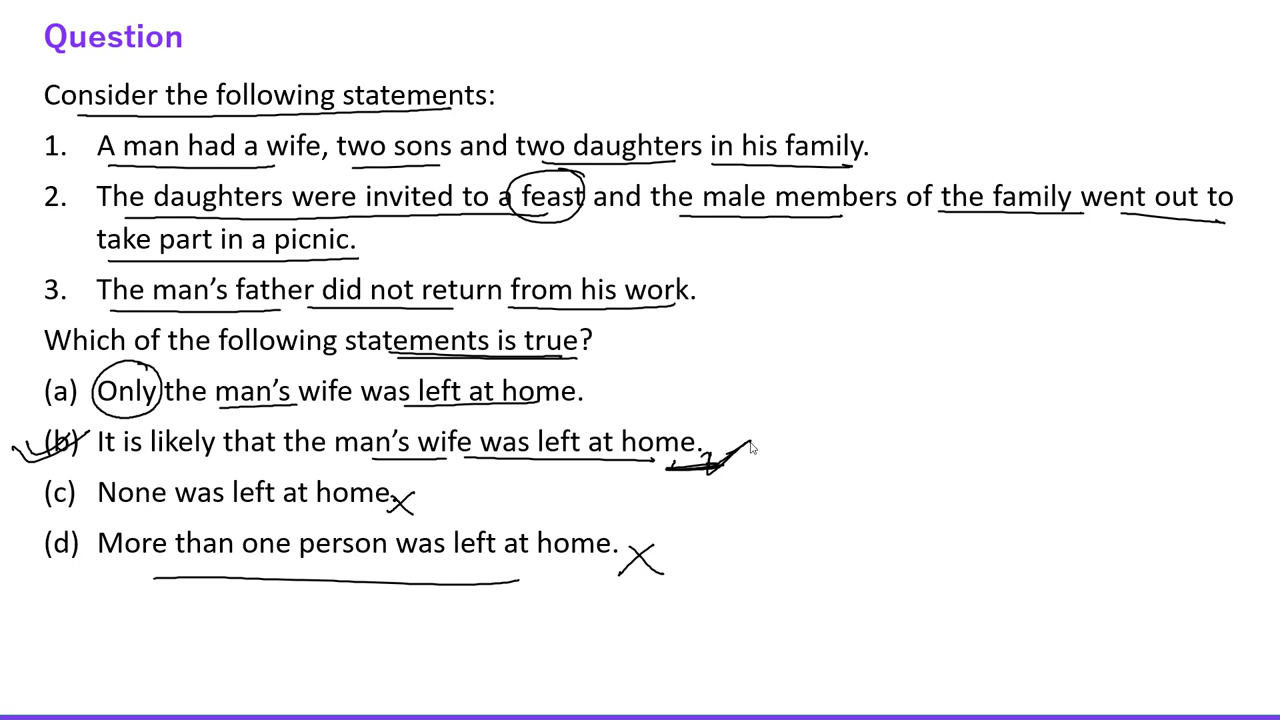 Question
Consider the following statements:
1. A man had a wife, two sons and two daughters in his family.
2. The daughters were invited to a feast and the male members of the family went out to
take part in a picnic.
3. The man’s father did not return from his work.
Which of the following statements is true?
(a) Only the man’s wife was left at home.
(b) It is likely that the man’s wife was left at home.
(c) None was left at home.
(d) More than one person was left at home.